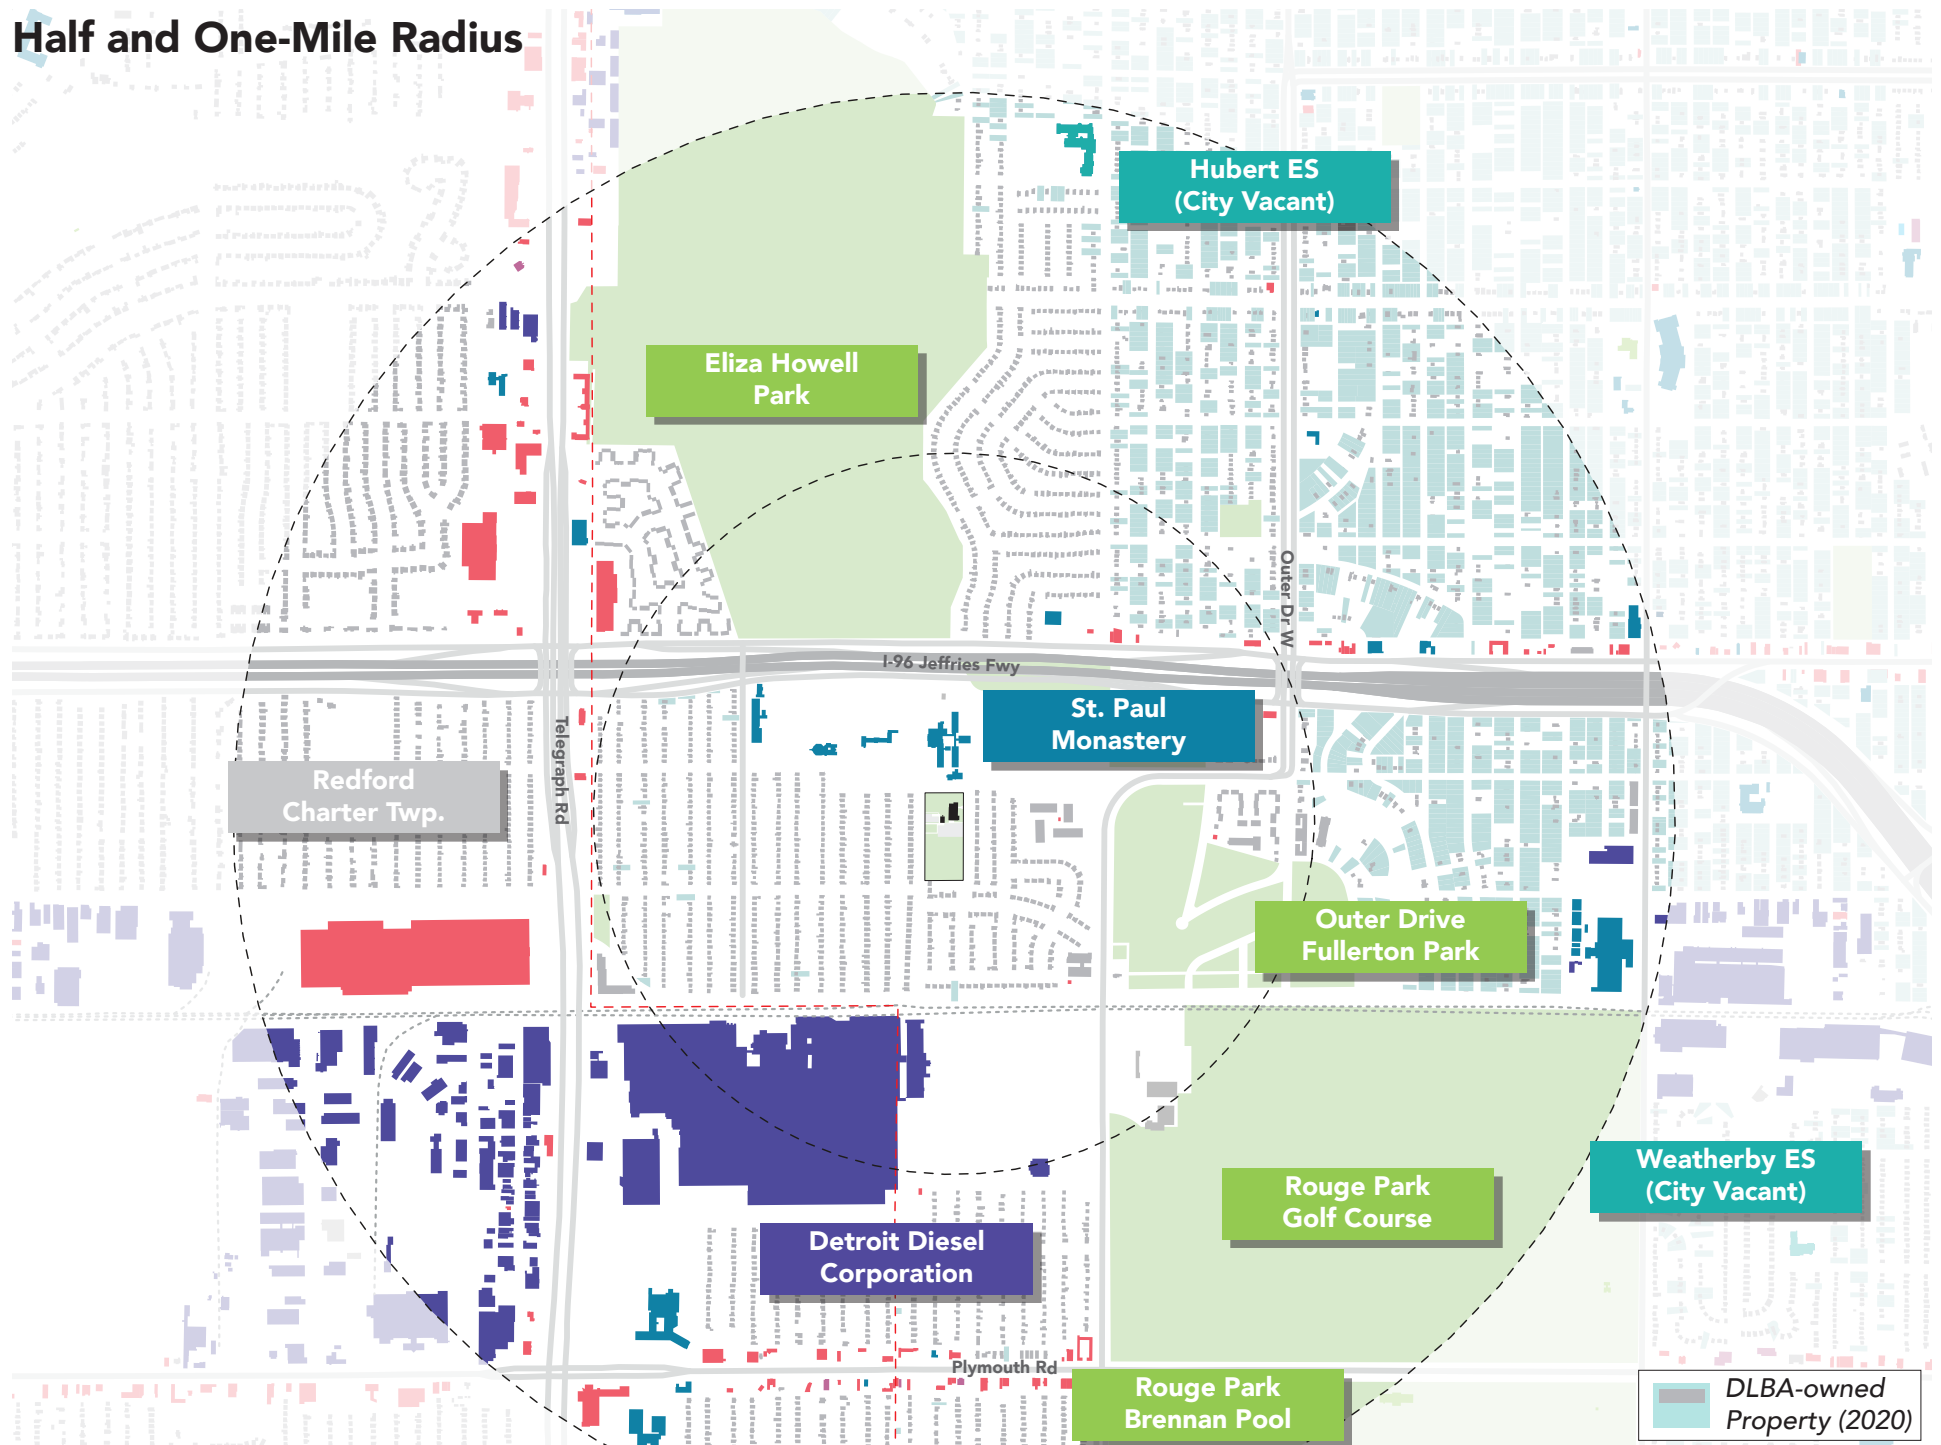 Half and One-Mile Radius
Hubert ES
(City Vacant)
Eliza Howell
Park
Outer Dr W
I-96 Jeffries Fwy
St. Paul
Monastery
Telegraph Rd
Redford
Charter Twp.
Outer Drive
Fullerton Park
Weatherby ES
(City Vacant)
Rouge Park
Golf Course
Detroit Diesel
Corporation
Plymouth Rd
Rouge Park
Brennan Pool
DLBA-owned
Property (2020)